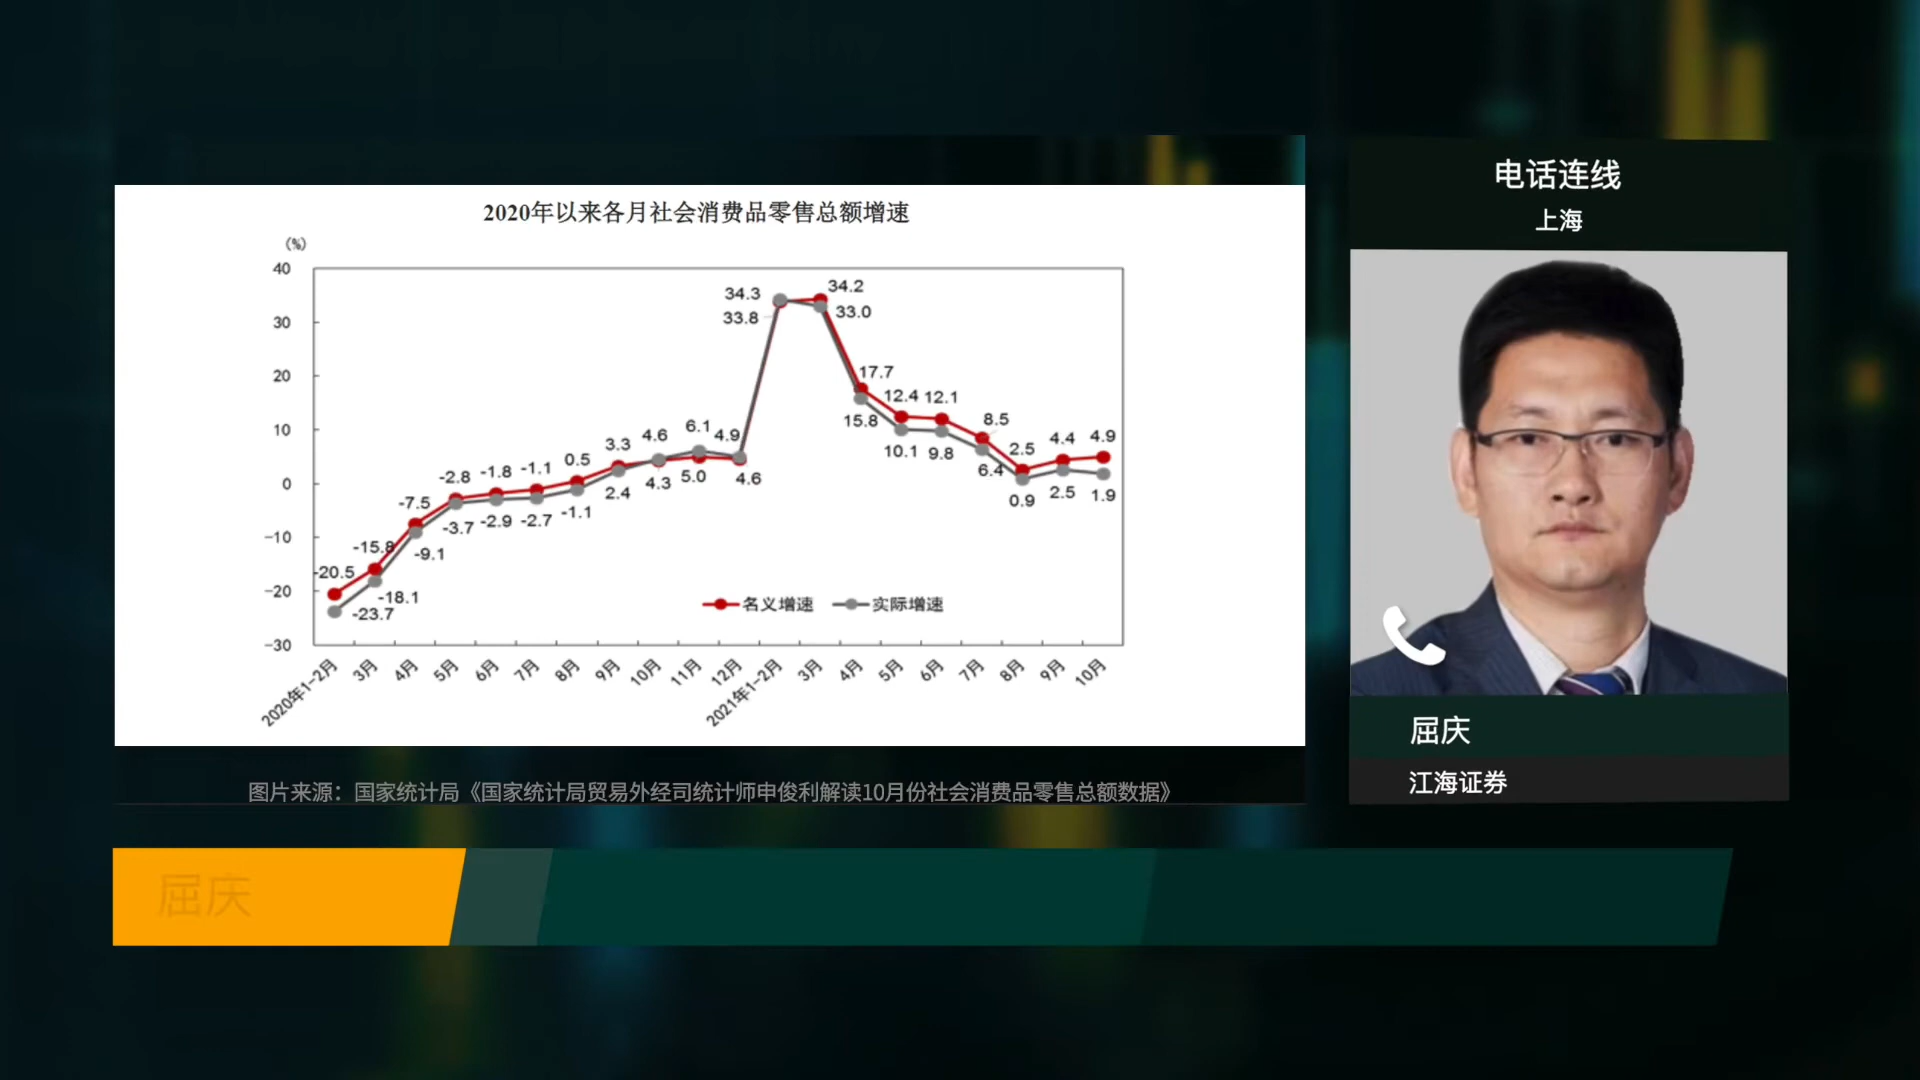 2020年以来各月社会消费品零售总额增速
(%)
40
30
20
10
0
-10
-20
-30
-20.5
-15.8
-7.5
-2.8
-1.8
-1.1
0.5
3.3
4.6
6.1
4.9
34.3
34.2
17.7
12.4
12.1
8.5
2.5
4.4
4.9
-23.7
-18.1
-9.1
-3.7
-2.9
-2.7
-1.1
2.4
4.3
5.0
4.6
33.8
33.0
15.8
10.1
9.8
6.4
0.9
2.5
1.9
名义增速
实际增速
2020年1-2月
3月
4月
5月
6月
7月
8月
9月
10月
11月
12月
2021年1-2月
3月
4月
5月
6月
7月
8月
9月
10月
图片来源：国家统计局《国家统计局贸易外经司统计师申俊利解读10月份社会消费品零售总额数据》
电话连线
上海
屈庆
江海证券
屈庆